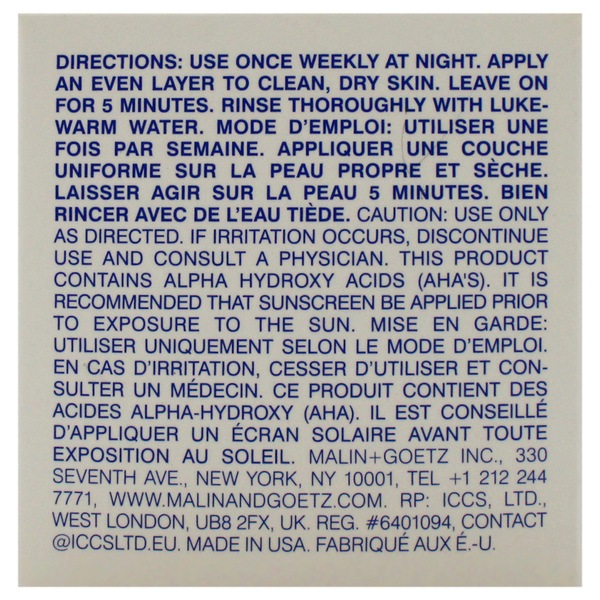 DIRECTIONS: USE ONCE WEEKLY AT NIGHT. APPLY
AN EVEN LAYER TO CLEAN, DRY SKIN. LEAVE ON
FOR 5 MINUTES. RINSE THOROUGHLY WITH LUKE-
WARM WATER. MODE D'EMPLOI: UTILISER UNE
FOIS PAR SEMAINE. APPLIQUER UNE COUCHE
UNIFORME SUR LA PEAU PROPRE ET SÈCHE.
LAISSER AGIR SUR LA PEAU 5 MINUTES. BIEN
RINCER AVEC DE L'EAU TIÈDE. CAUTION: USE ONLY
AS DIRECTED. IF IRRITATION OCCURS, DISCONTINUE
USE AND CONSULT A PHYSICIAN. THIS PRODUCT
CONTAINS ALPHA HYDROXY ACIDS (AHA'S). IT IS
RECOMMENDED THAT SUNSCREEN BE APPLIED PRIOR
TO EXPOSURE TO THE SUN. MISE EN GARDE:
UTILISER UNIQUEMENT SELON LE MODE D'EMPLOI.
EN CAS D'IRRITATION, CESSER D'UTILISER ET CON-
SULTER UN MÉDECIN. CE PRODUIT CONTIENT DES
ACIDES ALPHA-HYDROXY (AHA). IL EST CONSEILLÉ
D'APPLIQUER UN ÉCRAN SOLAIRE AVANT TOUTE
EXPOSITION AU SOLEIL. MALIN+GOETZ INC., 330
SEVENTH AVE., NEW YORK, NY 10001, TEL +1 212 244
7771, WWW.MALINANDGOETZ.COM. RP: ICCS, LTD.,
WEST LONDON, UB8 2FX, UK. REG. #6401094, CONTACT
@ICCSLTD.EU. MADE IN USA. FABRIQUÉ AUX É.-U.